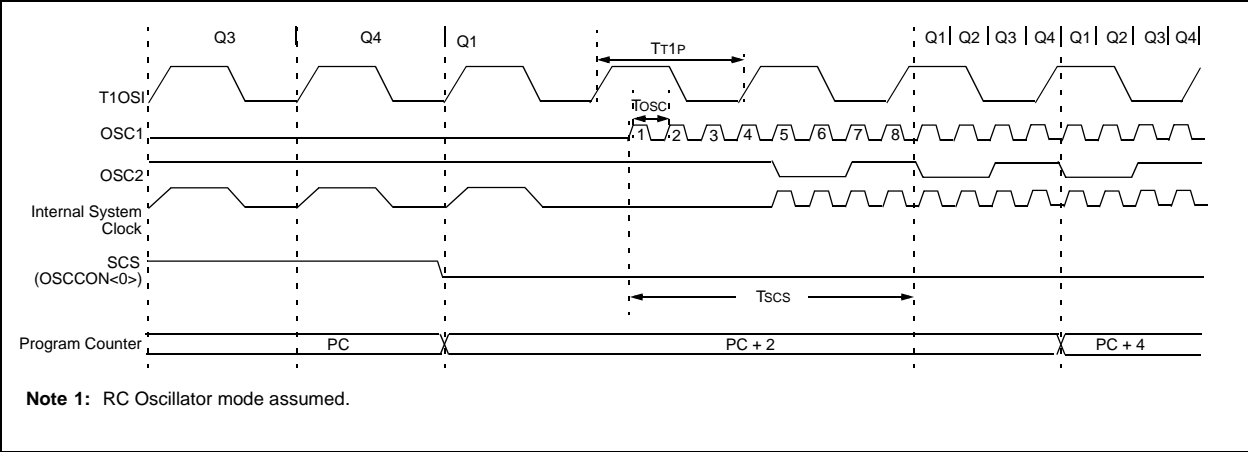 Q3 Q4 Q1 TT1P Q1 Q2 Q3 Q4 Q1 Q2 Q3 Q4
T1OSI
TOSC
OSC1 1 2 3 4 5 6 7 8
OSC2
Internal System
Clock
SCS
(OSCCON<0>)
TSCS
Program Counter PC PC + 2 PC + 4
Note 1: RC Oscillator mode assumed.